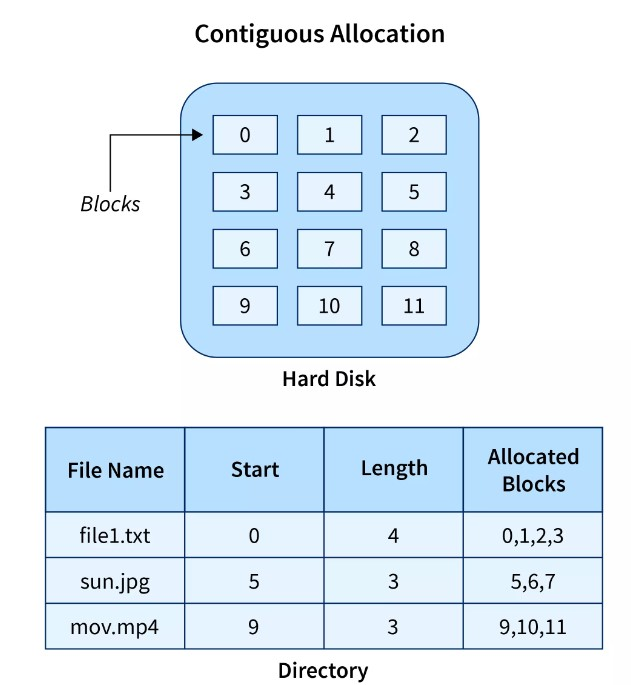 Contiguous Allocation
0 1 2
Blocks
3 4 5
6 7 8
9 10 11
Hard Disk
File Name Start Length Allocated Blocks
file1.txt 0 4 0,1,2,3
sun.jpg 5 3 5,6,7
mov.mp4 9 3 9,10,11
Directory